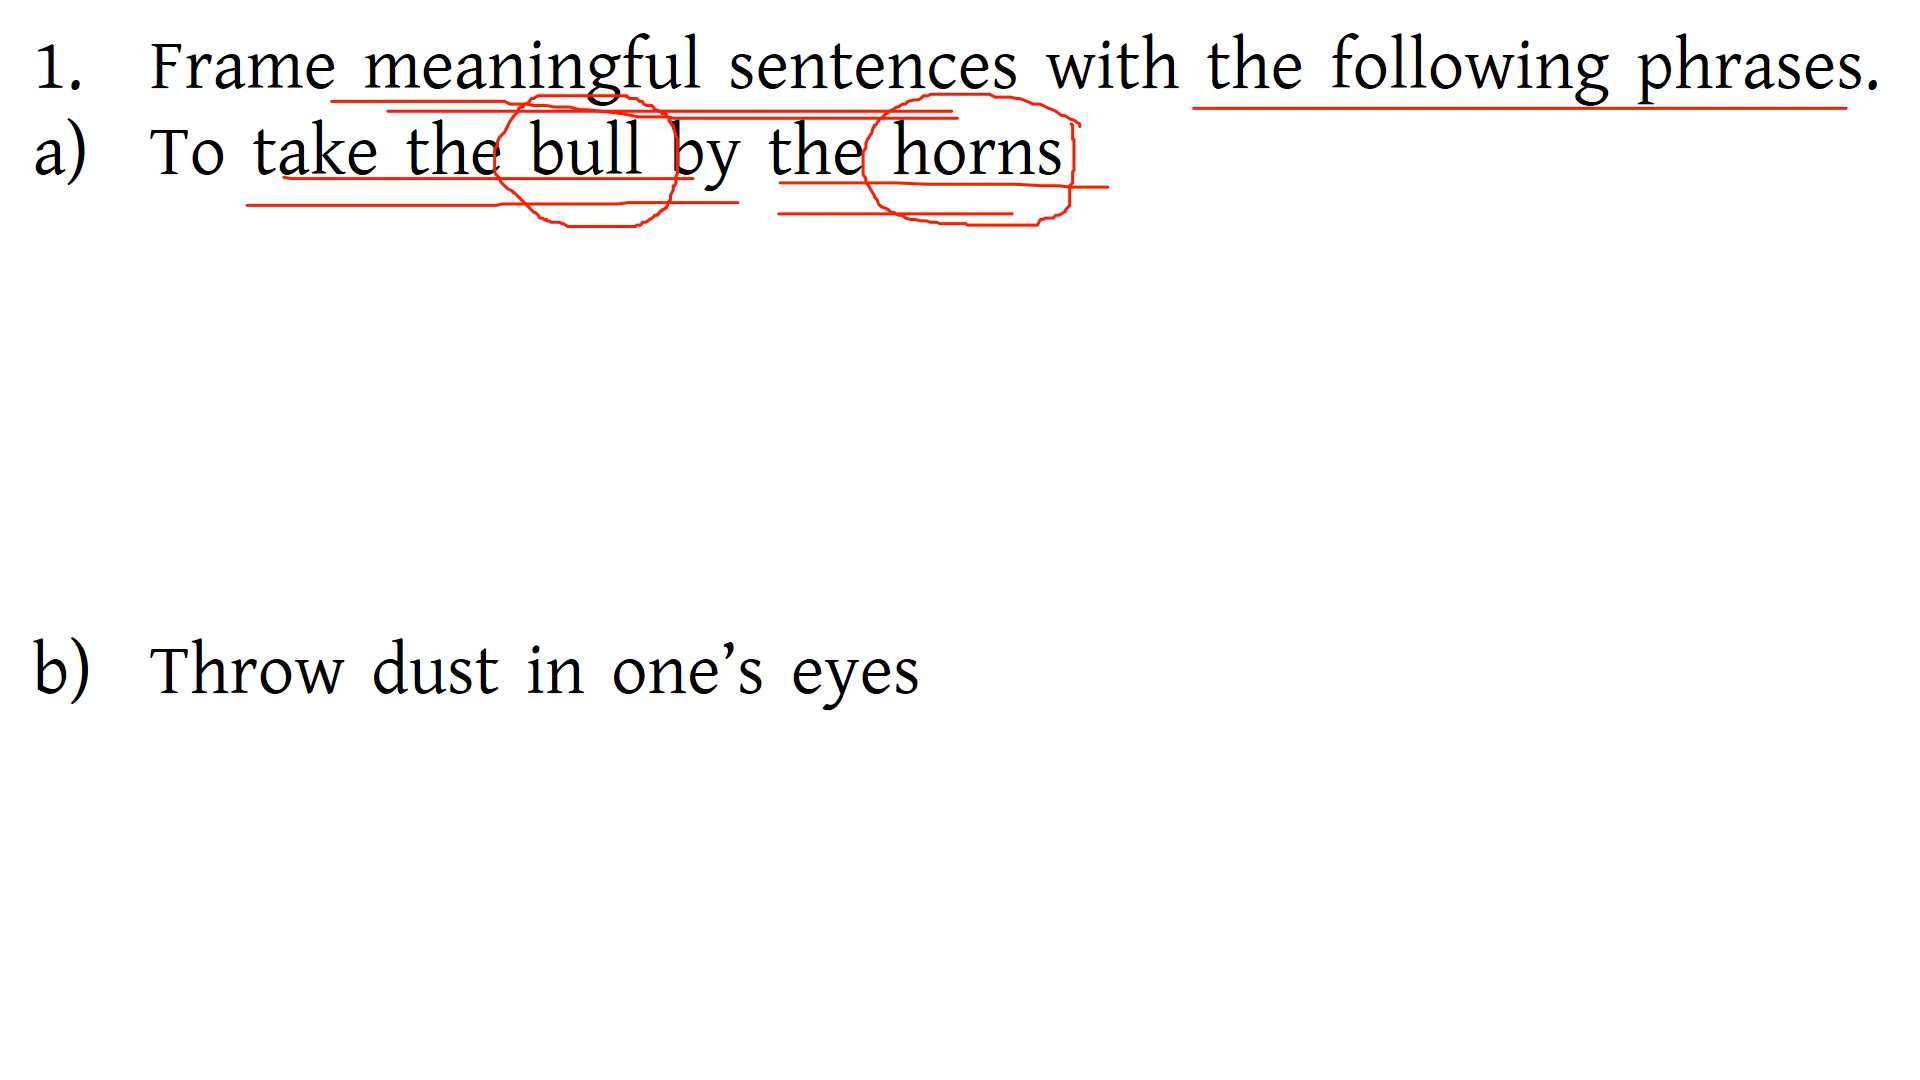 1. Frame meaningful sentences with the following phrases.
a) To take the bull by the horns
b) Throw dust in one’s eyes